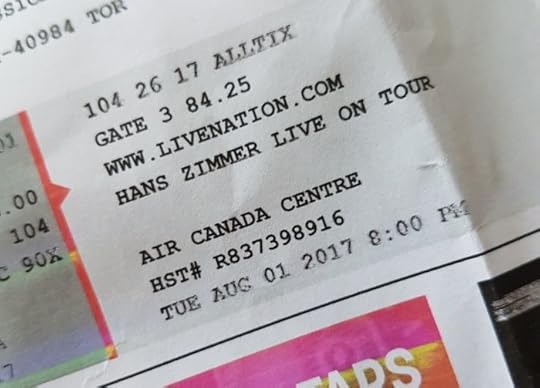 -40984 TOR
104 26 17 ALLTIX
GATE 3 84.25
WWW.LIVENATION.COM
HANS ZIMMER LIVE ON TOUR
AIR CANADA CENTRE
HST# R837398916
TUE AUG 01 2017 8:00 PM
.00
104
C 90X